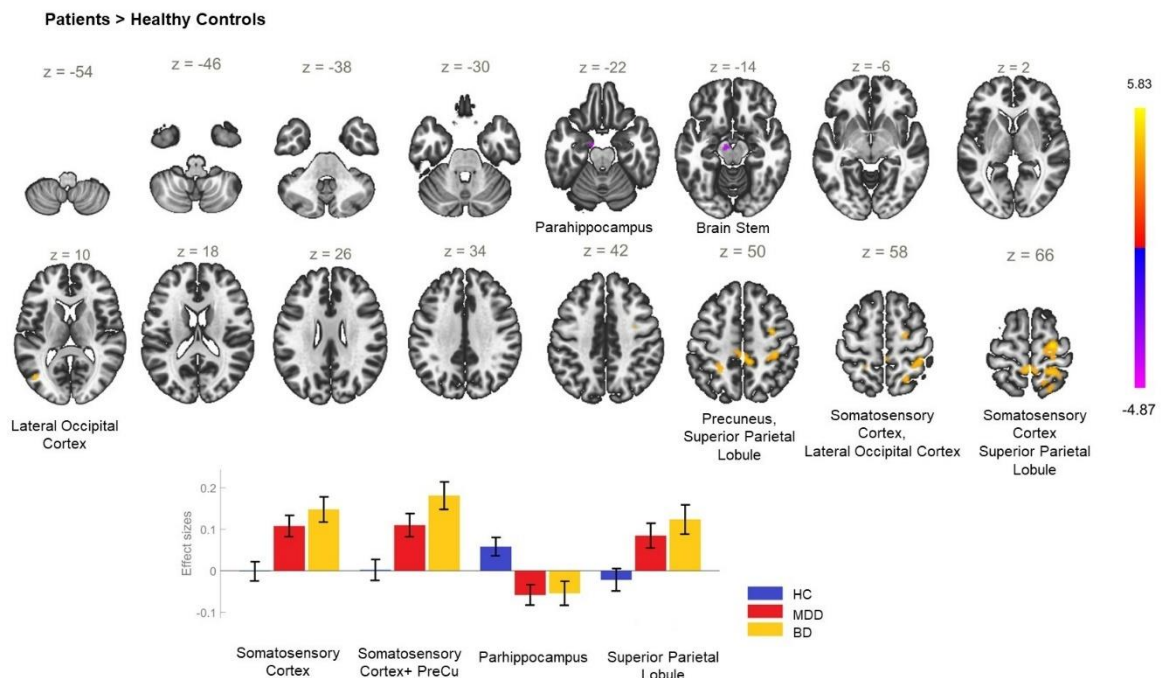 Patients > Healthy Controls
z = -54
z = -46
z = -38
z = -30
z = -22
z = -14
z = -6
z = 2
5.83
Parahippocampus
Brain Stem
z = 10
z = 18
z = 26
z = 34
z = 42
z = 50
z = 58
z = 66
-4.87
Lateral Occipital
Cortex
Precuneus,
Superior Parietal
Lobule
Somatosensory
Cortex,
Lateral Occipital Cortex
Somatosensory
Cortex
Superior Parietal
Lobule
Effect sizes
0.2
0.1
0
-0.1
HC
MDD
BD
Somatosensory
Cortex
Somatosensory
Cortex+ PreCu
Parhippocampus
Superior Parietal
Lobule